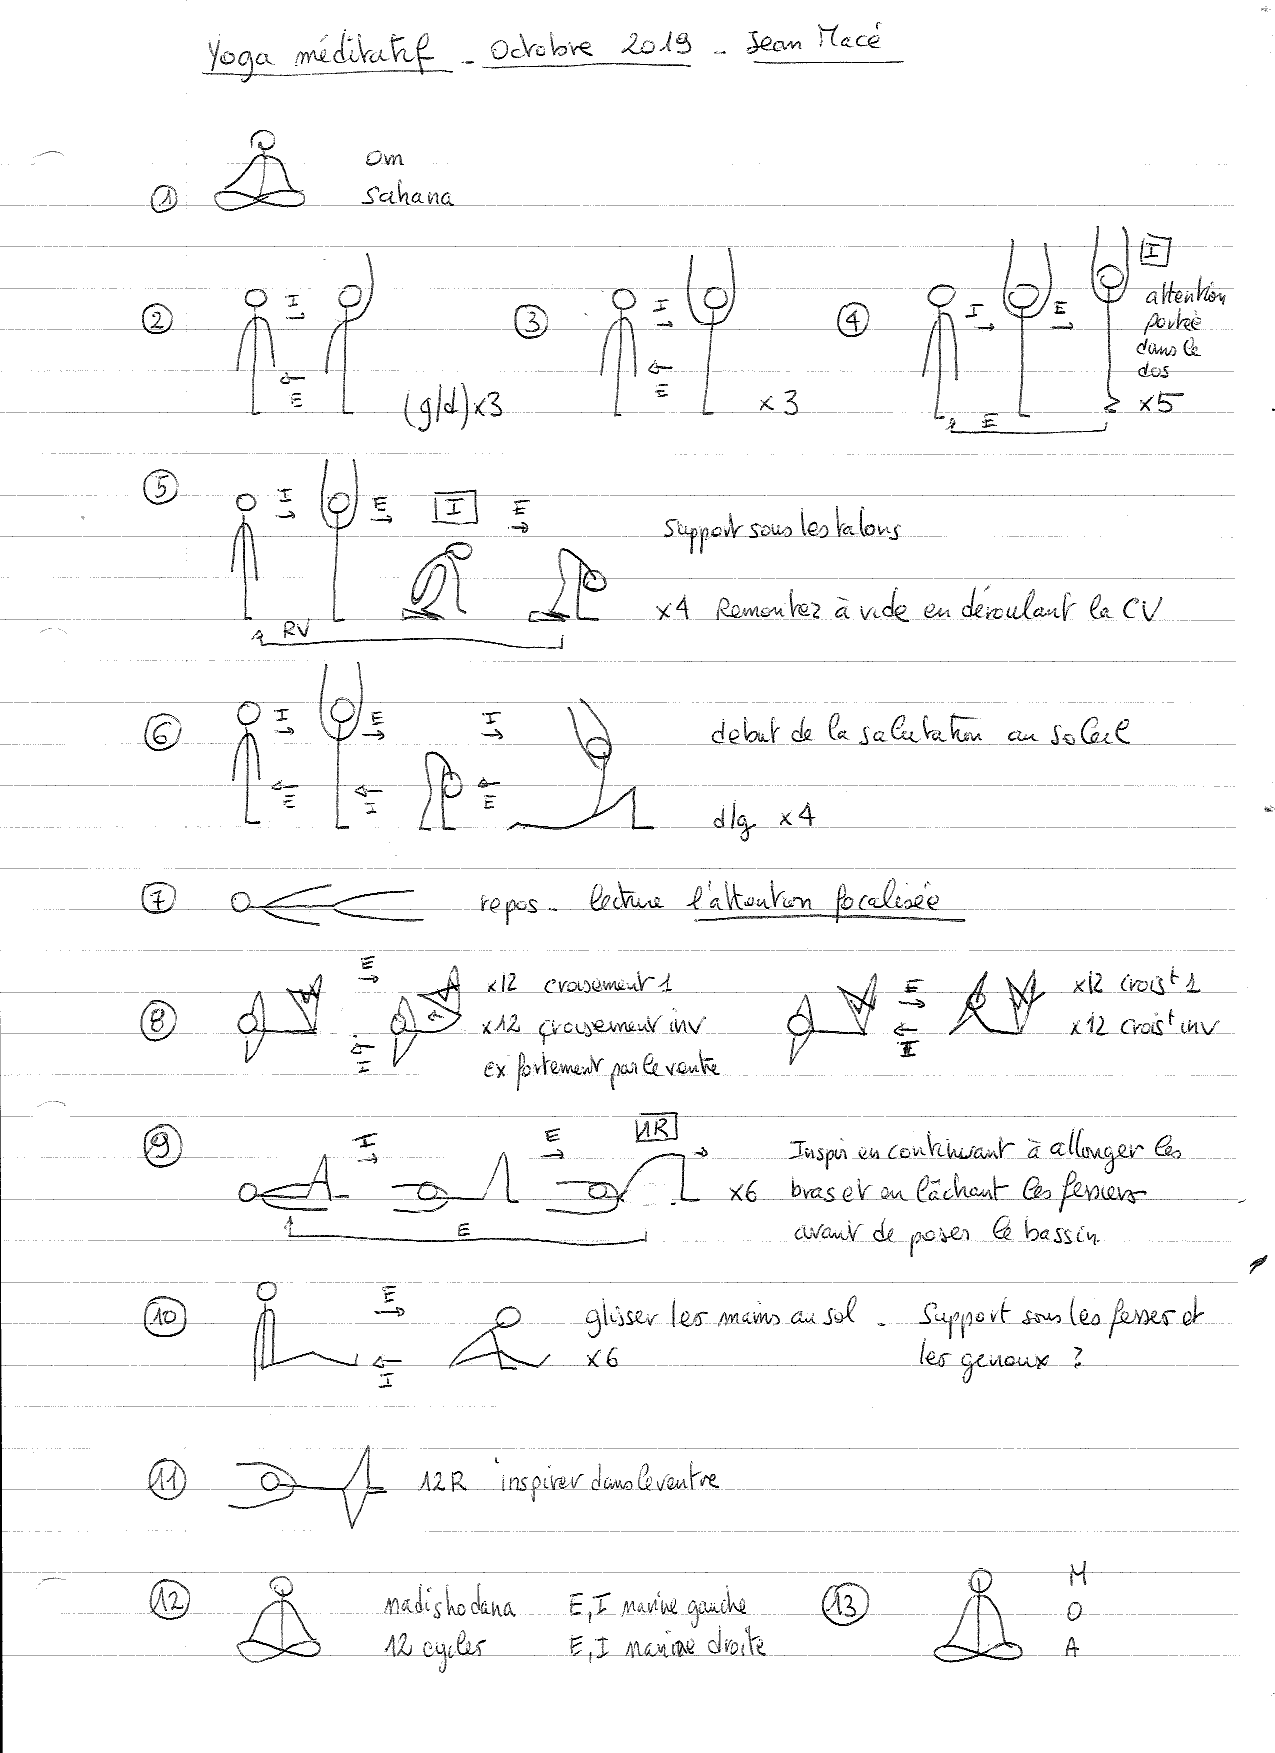 Yoga méditatif - Octobre 2019 - Jean Macé
Om
① Sahana
② I
E
(g/d) x3
③ I
E
x 3
④ I E I
attention
portée
dans le
dos
x5
E
⑤ I E I E
Support sous les talons
x4 Remontez à vide en déroulant la CV
RV
⑥ I E I
debut de la salutation au soleil
E I E
d/g x4
⑦ repos - lecture l'attention focalisée
⑧ E
I
x12 croisement 1
x12 croisement inv
ex fortement par le ventre
E
I
x12 croisᵗ 1
x12 croisᵗ inv
⑨ I E 1R
x6
Inspir en continuant à allonger les
bras et en lâchant les fessiers
avant de poser le bassin
E
⑩ E
I
glisser les mains au sol -
x6
Support sous les fesses et
les genoux ?
⑪ 12R inspirer dans le ventre
⑫ nadishodana E, I narine gauche
12 cycles E, I narine droite
⑬ M
O
A